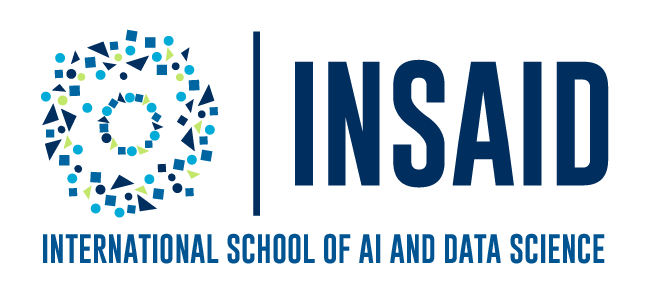 INSAID
INTERNATIONAL SCHOOL OF AI AND DATA SCIENCE